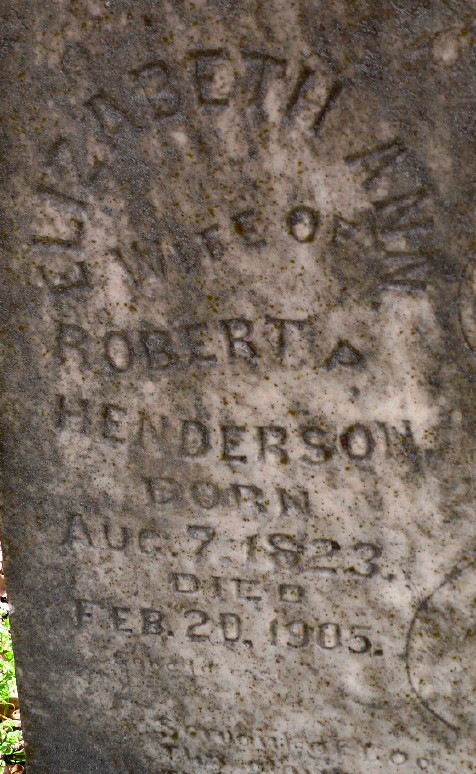 ELIZABETH ANN
WIFE OF
ROBERT A.
HENDERSON,
BORN
AUG. 7, 1823.
DIED
FEB. 20, 1905.